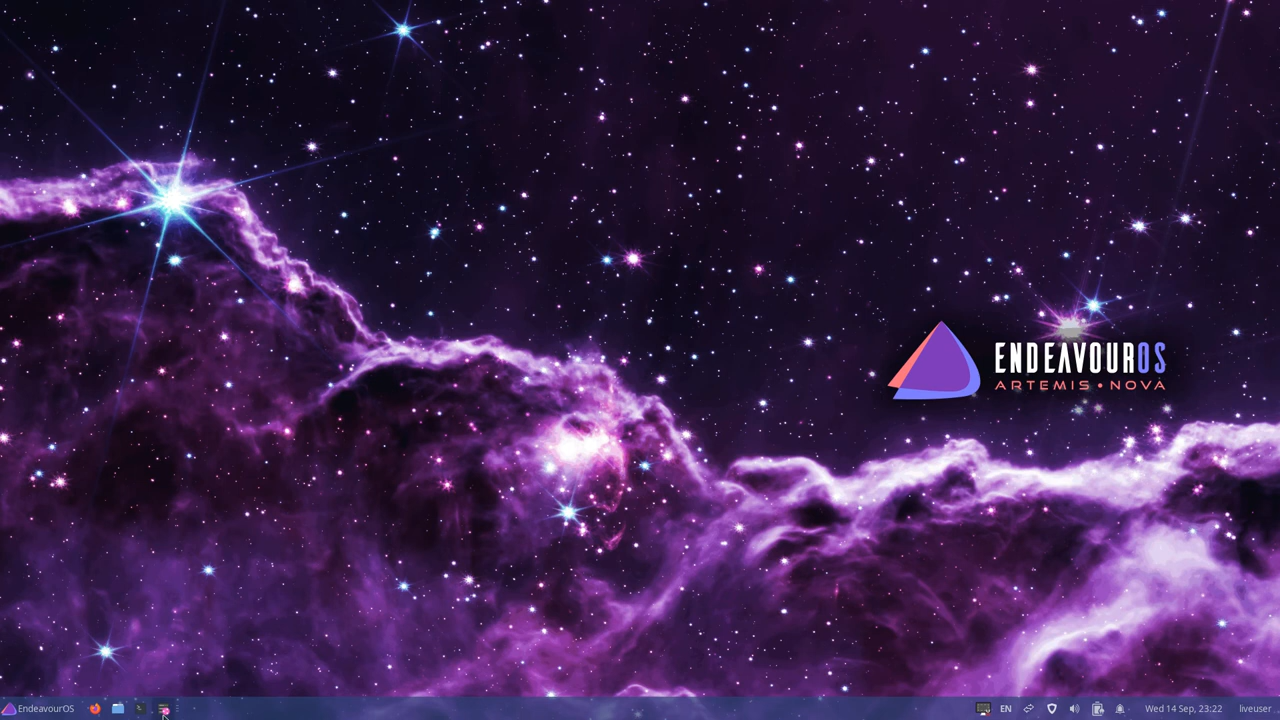 ENDEAVOUROS
ARTEMIS • NOVA
EndeavourOS
EN
Wed 14 Sep, 23:22
liveuser